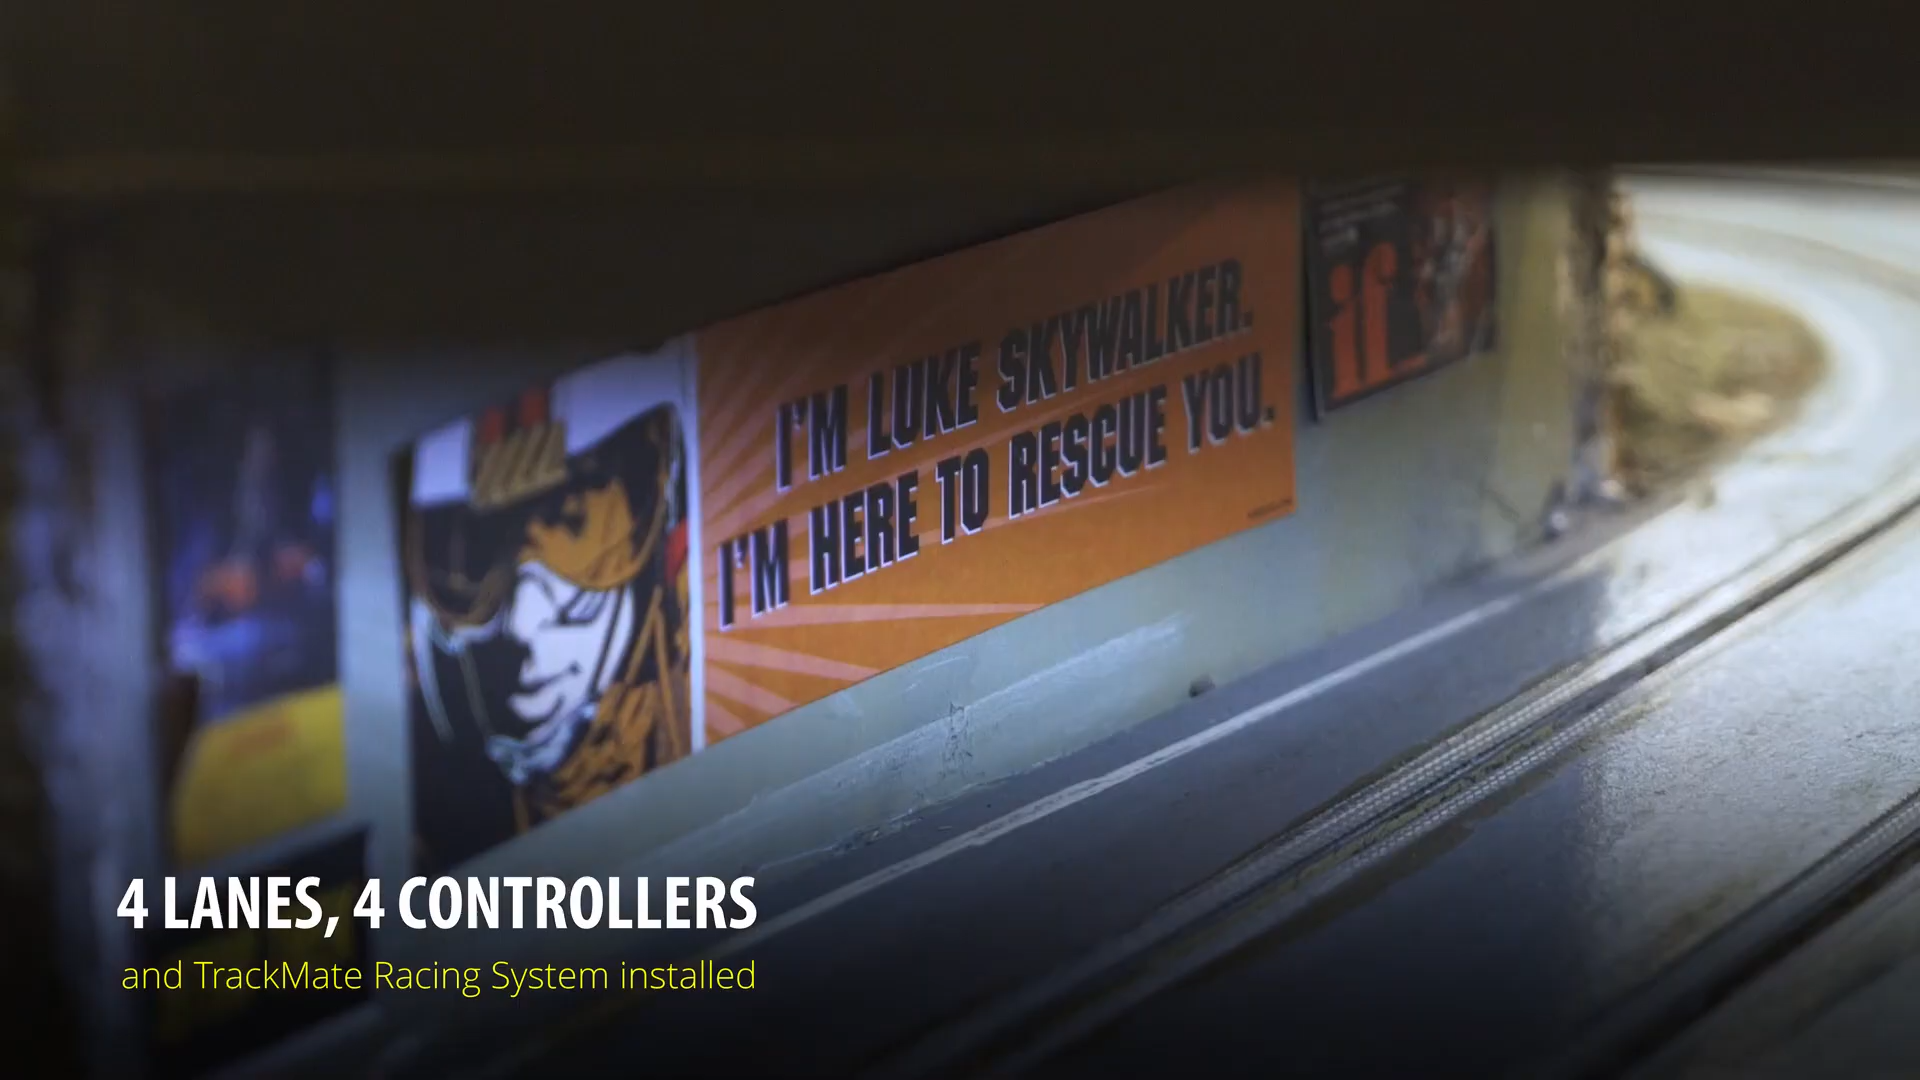 I'M LUKE SKYWALKER.
I'M HERE TO RESCUE YOU.
if
4 LANES, 4 CONTROLLERS
and TrackMate Racing System installed